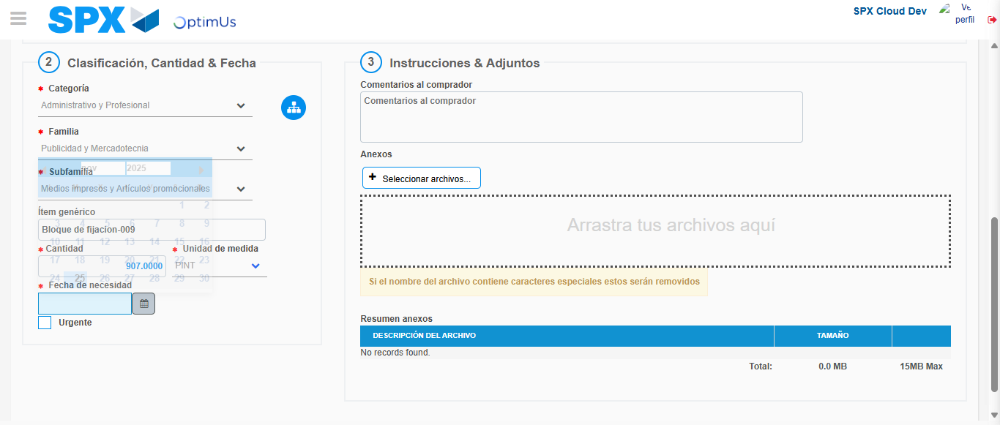 SPX
OptimUs
SPX Cloud Dev
Ve
perfil
2 Clasificación, Cantidad & Fecha
* Categoría
Administrativo y Profesional
* Familia
Publicidad y Mercadotecnia
nov 2025
* Subfamilia
Medios Impresos y Artículos promocionales
1 2
Ítem genérico
3 4 5 6 7 8 9
Bloque de fijacion-009
10 11 12 13 14 15 16
* Cantidad
* Unidad de medida
17 18 19 20 21 22 23
907.0000
PINT
24 25 26 27 28 29 30
* Fecha de necesidad
Urgente
3 Instrucciones & Adjuntos
Comentarios al comprador
Comentarios al comprador
Anexos
+ Seleccionar archivos...
Arrastra tus archivos aquí
Si el nombre del archivo contiene caracteres especiales estos serán removidos
Resumen anexos
DESCRIPCIÓN DEL ARCHIVO TAMAÑO
No records found.
Total: 0.0 MB 15MB Max